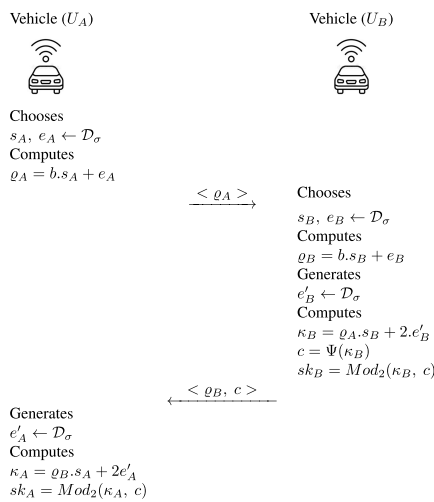 Vehicle (U_A)
Vehicle (U_B)
Chooses
s_A, e_A ← 𝒟_σ
Computes
ϱ_A = b.s_A + e_A
< ϱ_A >
Chooses
s_B, e_B ← 𝒟_σ
Computes
ϱ_B = b.s_B + e_B
Generates
e'_B ← 𝒟_σ
Computes
κ_B = ϱ_A.s_B + 2.e'_B
c = Ψ(κ_B)
sk_B = Mod_2(κ_B, c)
< ϱ_B, c >
Generates
e'_A ← 𝒟_σ
Computes
κ_A = ϱ_B.s_A + 2e'_A
sk_A = Mod_2(κ_A, c)